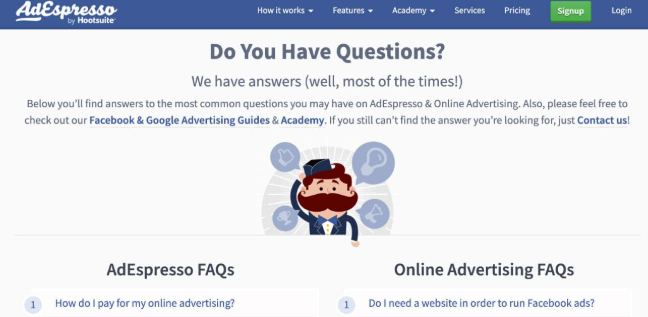 AdEspresso
by Hootsuite™
How it works Features Academy Services Pricing Signup Login
Do You Have Questions?
We have answers (well, most of the times!)
Below you'll find answers to the most common questions you may have on AdEspresso & Online Advertising. Also, please feel free to
check out our Facebook & Google Advertising Guides & Academy. If you still can't find the answer you're looking for, just Contact us!
AdEspresso FAQs
1 How do I pay for my online advertising?
Online Advertising FAQs
1 Do I need a website in order to run Facebook ads?